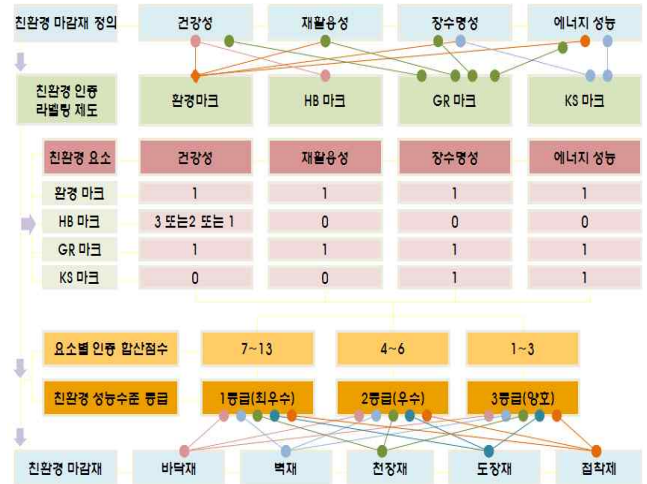 친환경 마감재 정의 건강성 재활용성 장수명성 에너지 성능
친환경 인증
라벨링 제도
환경마크 HB 마크 GR 마크 KS 마크
친환경 요소 건강성 재활용성 장수명성 에너지 성능
환경 마크 1 1 1 1
HB 마크 3 또는2 또는 1 0 0 0
GR 마크 1 1 1 1
KS 마크 0 0 1 1
요소별 인증 합산점수 7~13 4~6 1~3
친환경 성능수준 등급 1등급(최우수) 2등급(우수) 3등급(양호)
친환경 마감재 바닥재 벽재 천장재 도장재 접착제